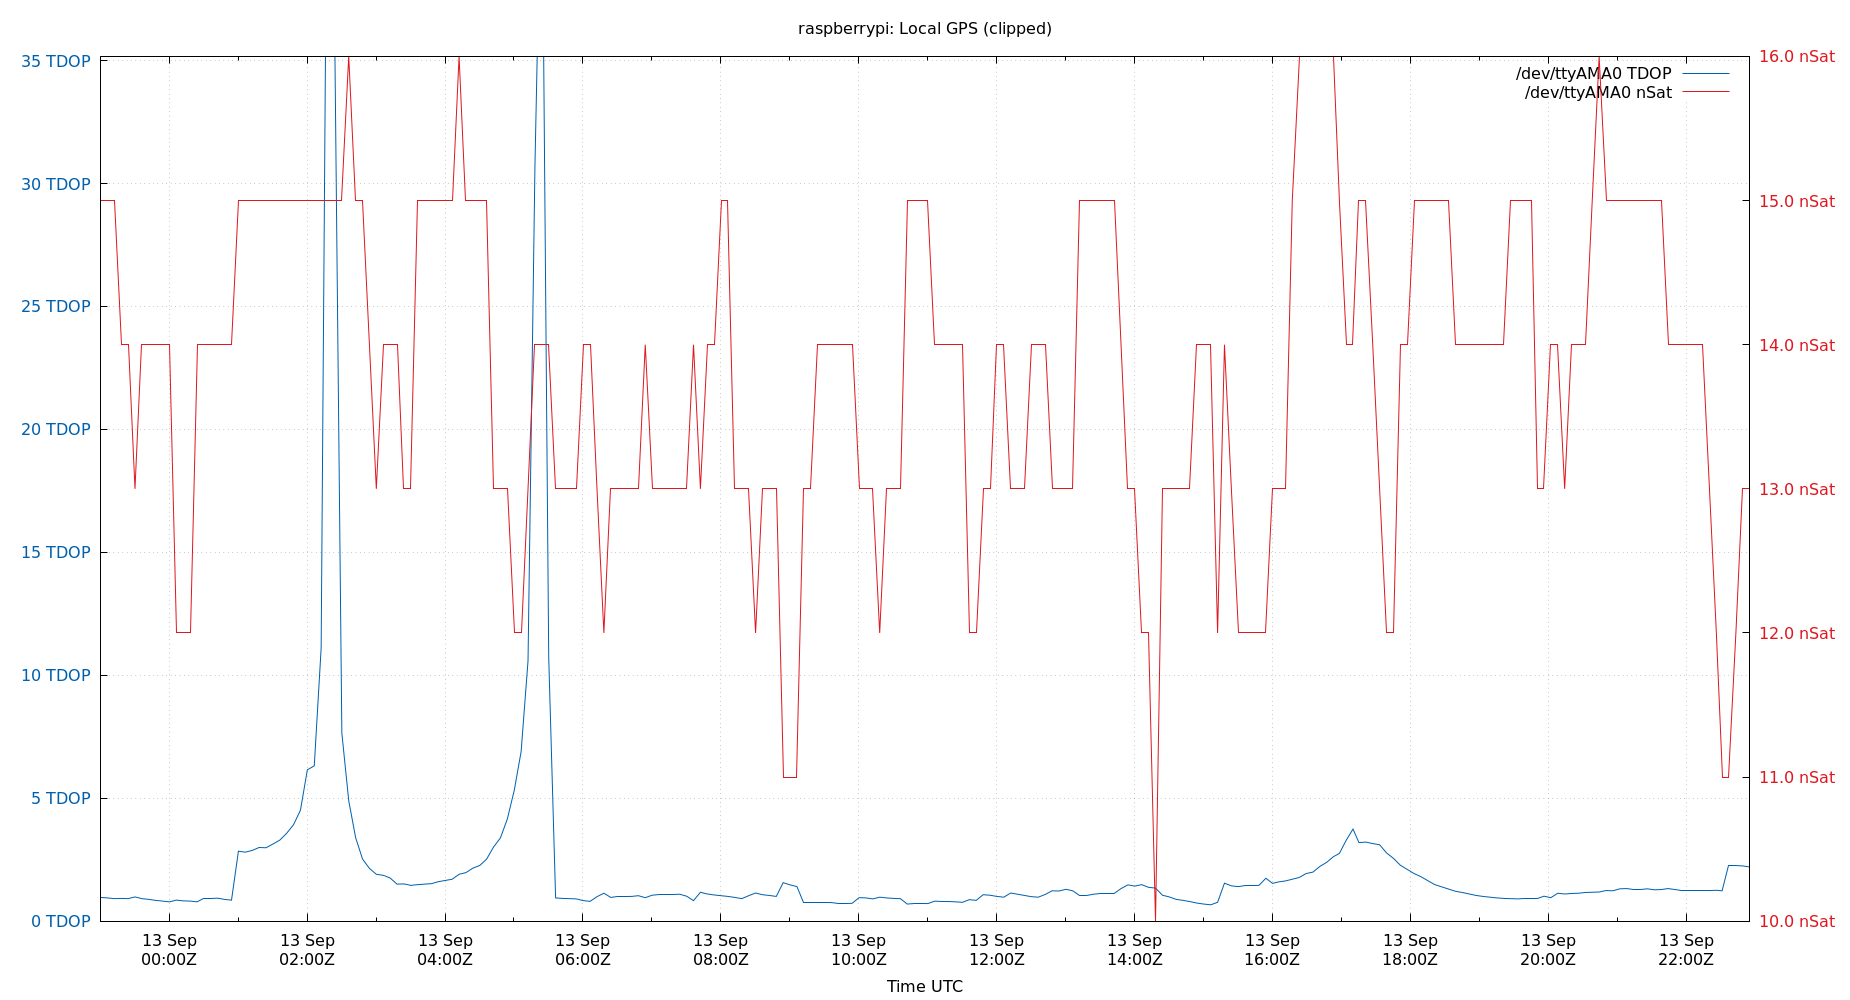 raspberrypi: Local GPS (clipped)
35 TDOP
30 TDOP
25 TDOP
20 TDOP
15 TDOP
10 TDOP
5 TDOP
0 TDOP
16.0 nSat
15.0 nSat
14.0 nSat
13.0 nSat
12.0 nSat
11.0 nSat
10.0 nSat
/dev/ttyAMA0 TDOP
/dev/ttyAMA0 nSat
13 Sep
00:00Z
13 Sep
02:00Z
13 Sep
04:00Z
13 Sep
06:00Z
13 Sep
08:00Z
13 Sep
10:00Z
13 Sep
12:00Z
13 Sep
14:00Z
13 Sep
16:00Z
13 Sep
18:00Z
13 Sep
20:00Z
13 Sep
22:00Z
Time UTC